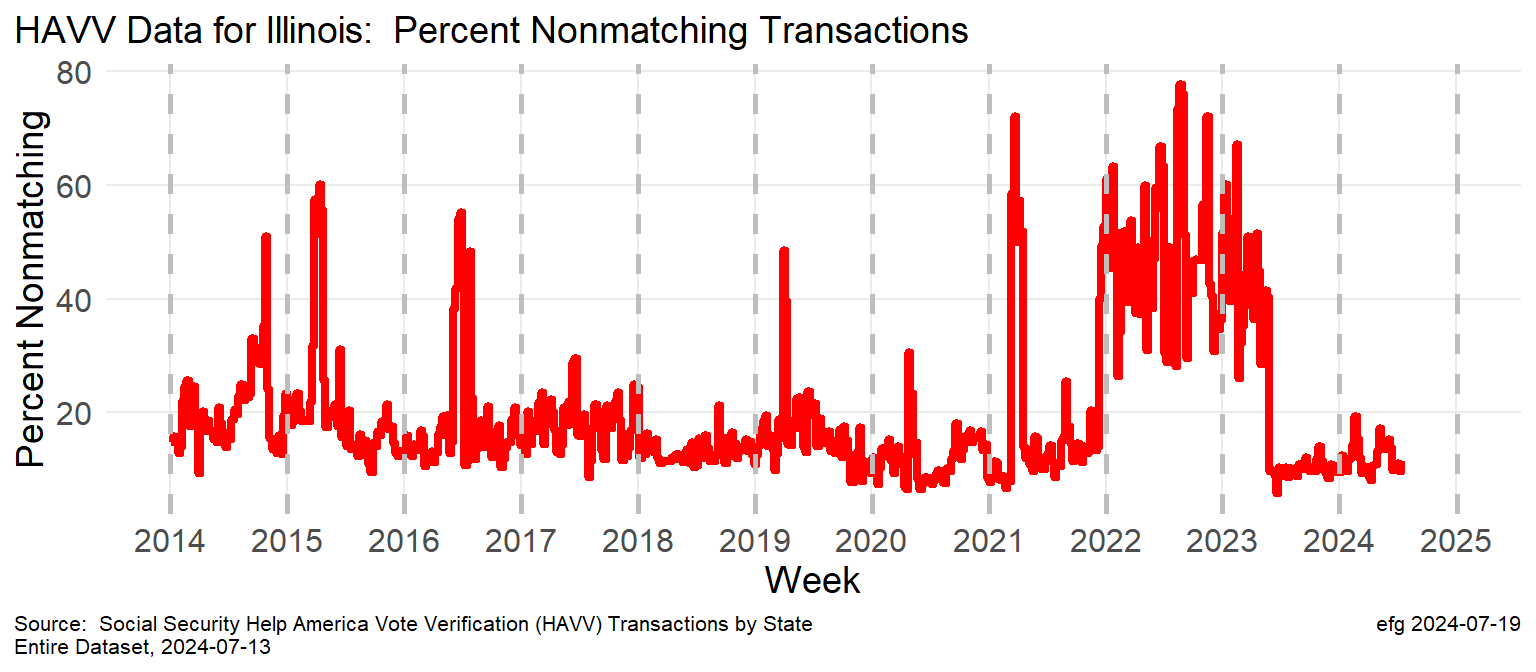 HAVV Data for Illinois:  Percent Nonmatching Transactions
Percent Nonmatching
80
60
40
20
2014 2015 2016 2017 2018 2019 2020 2021 2022 2023 2024 2025
Week
Source:  Social Security Help America Vote Verification (HAVV) Transactions by State
Entire Dataset, 2024-07-13
efg 2024-07-19